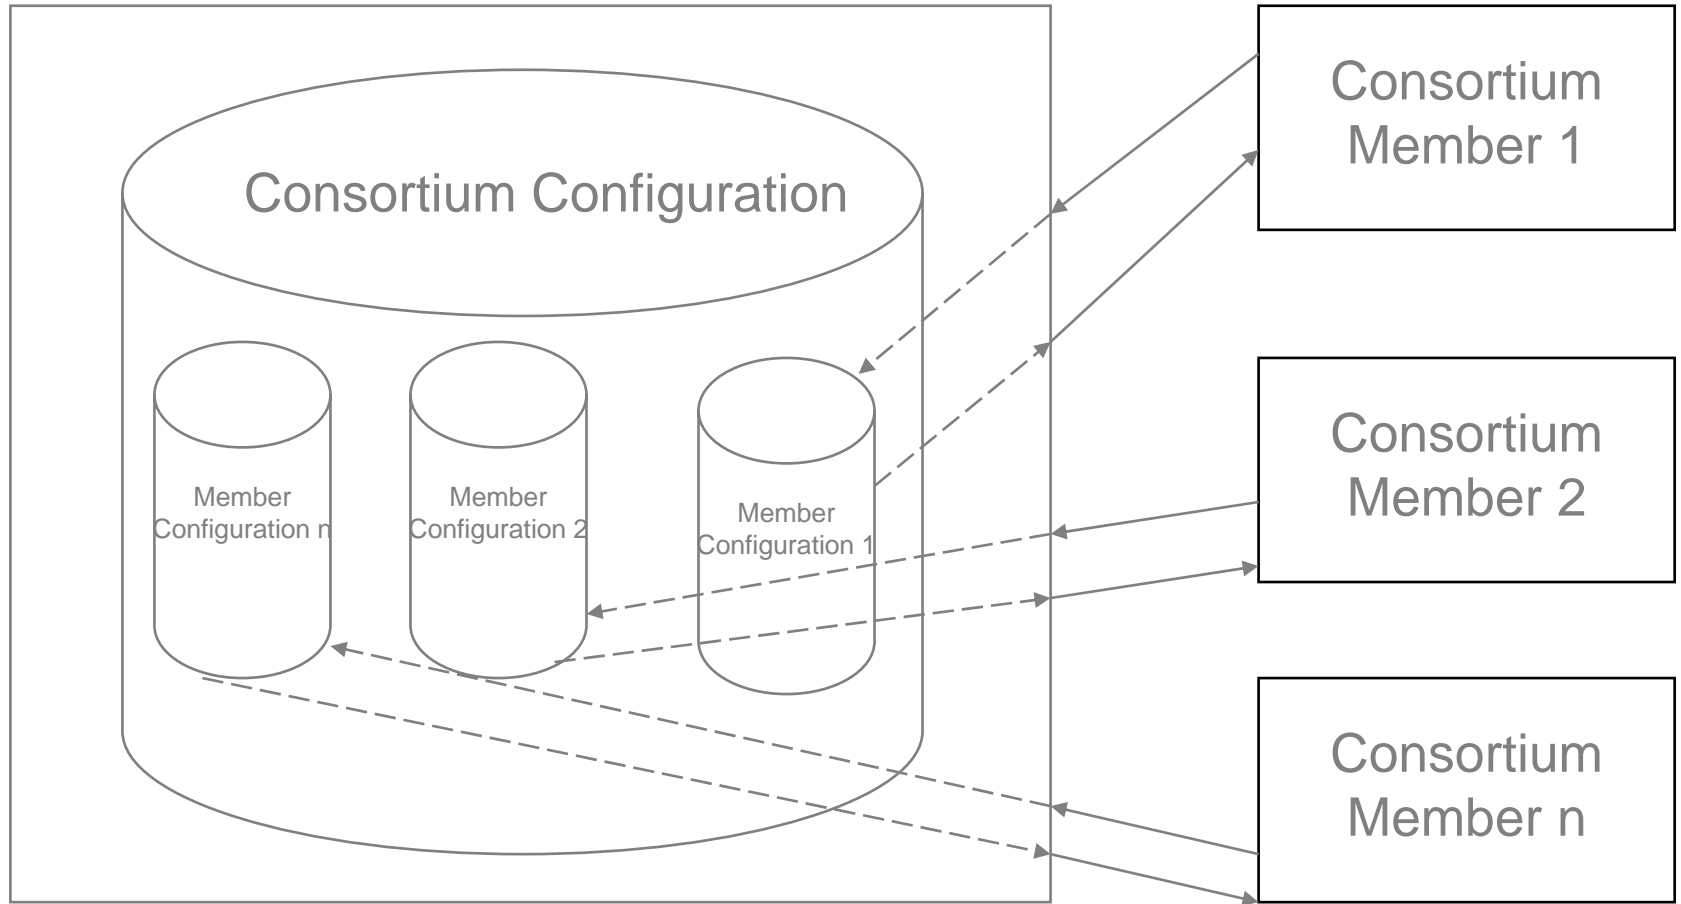 Consortium Configuration
Member
Configuration n
Member
Configuration 2
Member
Configuration 1
Consortium
Member 1
Consortium
Member 2
Consortium
Member n